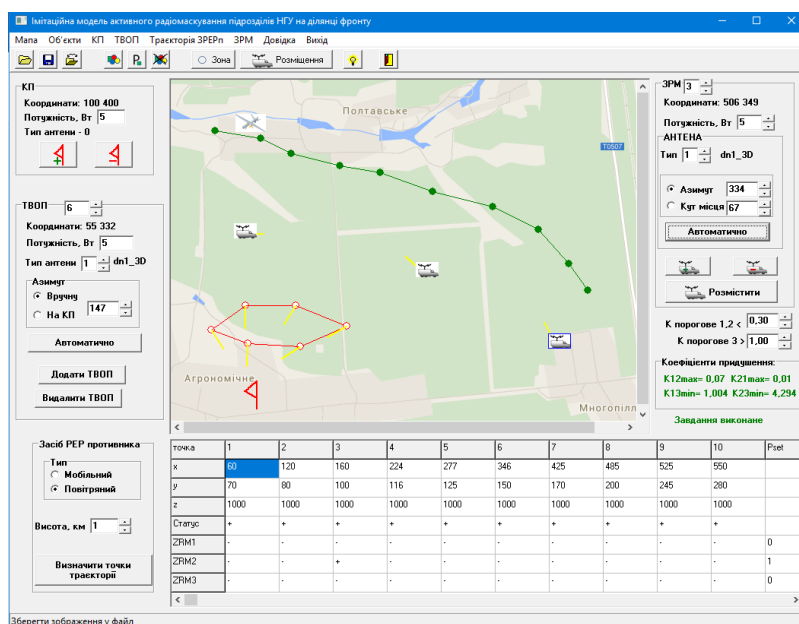 Імітаційна модель активного радіомаскування підрозділів НГУ на ділянці фронту
Мапа Об'єкти КП ТВОП Траєкторія ЗРЕРп ЗРМ Довідка Вихід
Зона Розміщення
КП
Координати: 100 400
Потужність, Вт 5
Тип антени - 0
ТВОП 6
Координати: 55 332
Потужність, Вт 5
Тип антени 1 dn1_3D
Азимут
Вручну
На КП
147
Автоматично
Додати ТВОП
Видалити ТВОП
Полтавське
Т0507
Агрономічне
Многопілл
ЗРМ 3
Координати: 506 349
Потужність, Вт 5
АНТЕНА
Тип 1 dn1_3D
Азимут 334
Кут місця 67
Автоматично
Розмістити
К порогове 1,2 < 0,30
К порогове 3 > 1,00
Коефіцієнти придушення:
К12max= 0,07 К21max= 0,01
К13min= 1,004 К23min= 4,294
Завдання виконане
Засіб РЕР противника
Тип
Мобільний
Повітряний
Висота, км 1
Визначити точки
траєкторії
точка 1 2 3 4 5 6 7 8 9 10 Pset
x 60 120 160 224 277 346 425 485 525 550
y 70 80 100 116 125 150 170 200 245 280
z 1000 1000 1000 1000 1000 1000 1000 1000 1000 1000
Статус + + + + + + + + + +
ZRM1 - - - - - - - - - - 0
ZRM2 - - + - - - - - - - 1
ZRM3 - - - - - - - - - - 0
Зберегти зображення у файл